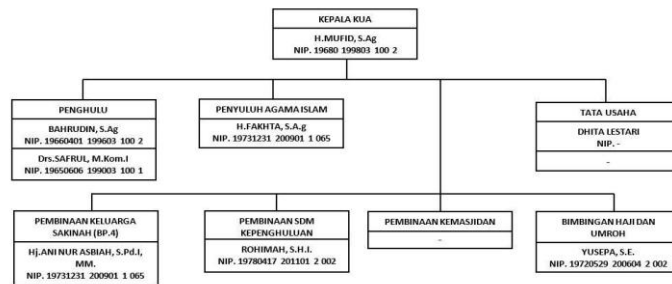 KEPALA KUA
H.MUFID, S.Ag
NIP. 19680 199803 100 2
PENGHULU
BAHRUDIN, S.Ag
NIP. 19660401 199603 100 2
Drs.SAFRUL, M.Kom.I
NIP. 19650606 199003 100 1
PENYULUH AGAMA ISLAM
H.FAKHTA, S.A.g
NIP. 19731231 200901 1 065
TATA USAHA
DHITA LESTARI
NIP. -
-
PEMBINAAN KELUARGA
SAKINAH (BP.4)
Hj.ANI NUR ASBIAH, S.Pd.I,
MM.
NIP. 19731231 200901 1 065
PEMBINAAN SDM
KEPENGHULUAN
ROHIMAH, S.H.I.
NIP. 19780417 201101 2 002
PEMBINAAN KEMASJIDAN
-
BIMBINGAN HAJI DAN
UMROH
YUSEPA, S.E.
NIP. 19720529 200604 2 002